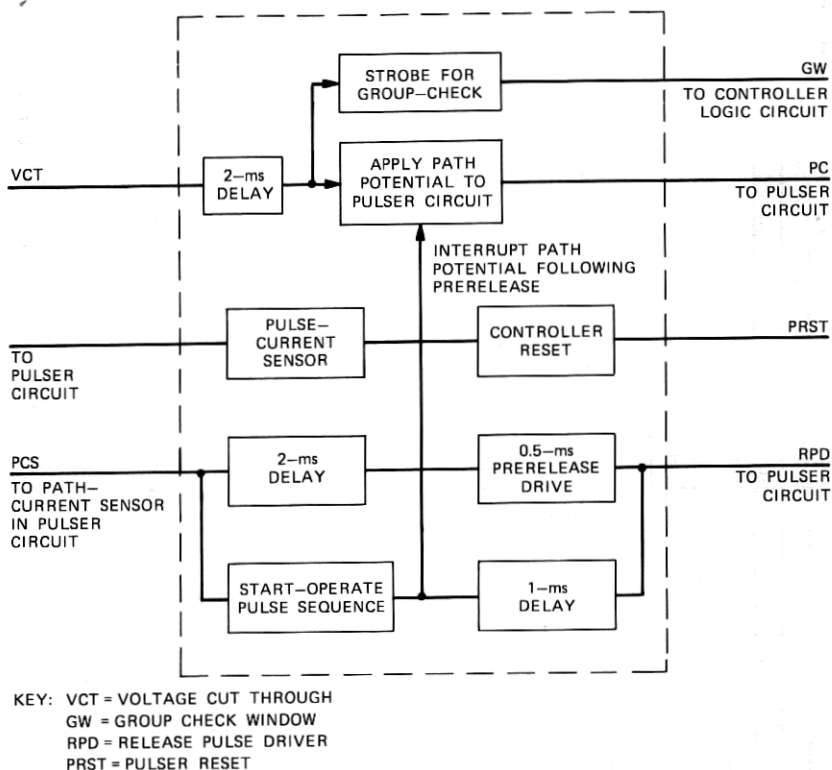 STROBE FOR
GROUP–CHECK
GW
TO CONTROLLER
LOGIC CIRCUIT
VCT
2–ms
DELAY
APPLY PATH
POTENTIAL TO
PULSER CIRCUIT
PC
TO PULSER
CIRCUIT
INTERRUPT PATH
POTENTIAL FOLLOWING
PRERELEASE
TO
PULSER
CIRCUIT
PULSE–
CURRENT
SENSOR
CONTROLLER
RESET
PRST
PCS
TO PATH–
CURRENT SENSOR
IN PULSER
CIRCUIT
2–ms
DELAY
0.5–ms
PRERELEASE
DRIVE
RPD
TO PULSER
CIRCUIT
START–OPERATE
PULSE SEQUENCE
1–ms
DELAY
KEY: VCT = VOLTAGE CUT THROUGH
GW = GROUP CHECK WINDOW
RPD = RELEASE PULSE DRIVER
PRST = PULSER RESET